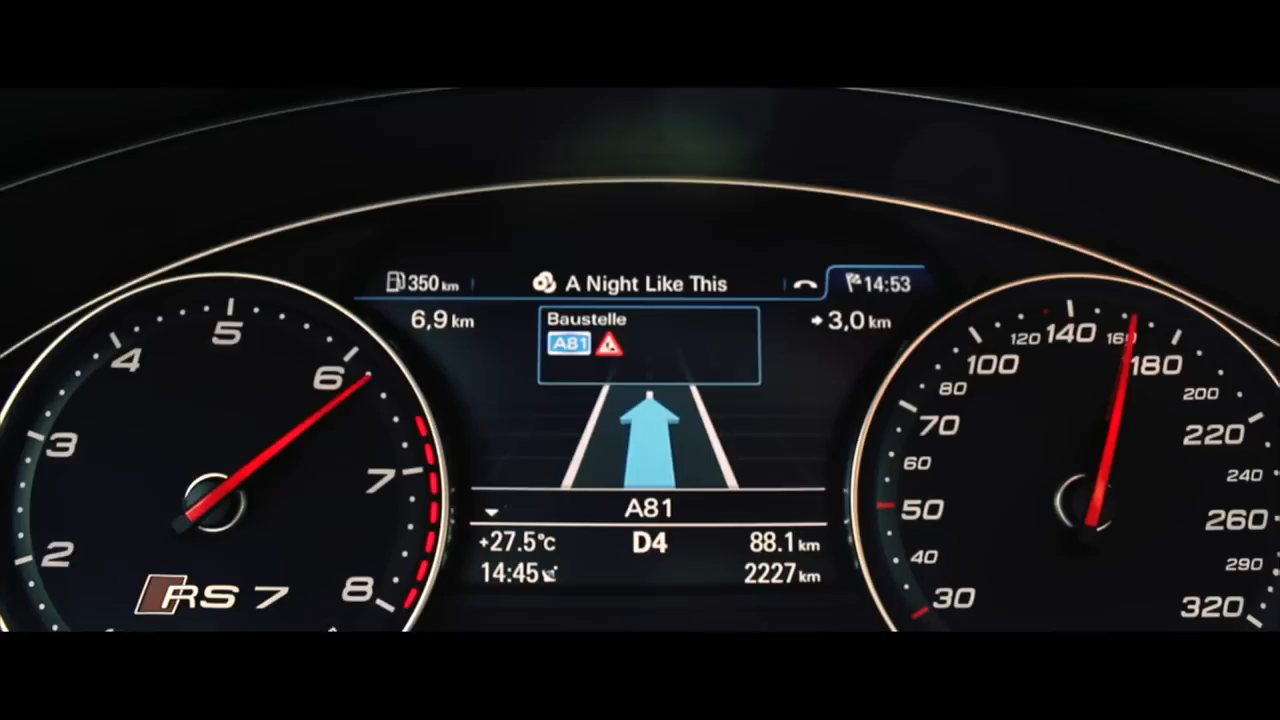 350 km
A Night Like This
14:53
6,9 km
Baustelle
A81
3,0 km
A81
+27.5°C
D4
88.1 km
14:45
2227 km
2
3
4
5
6
7
8
RS 7
30
40
50
60
70
80
100
120
140
160
180
200
220
240
260
290
320